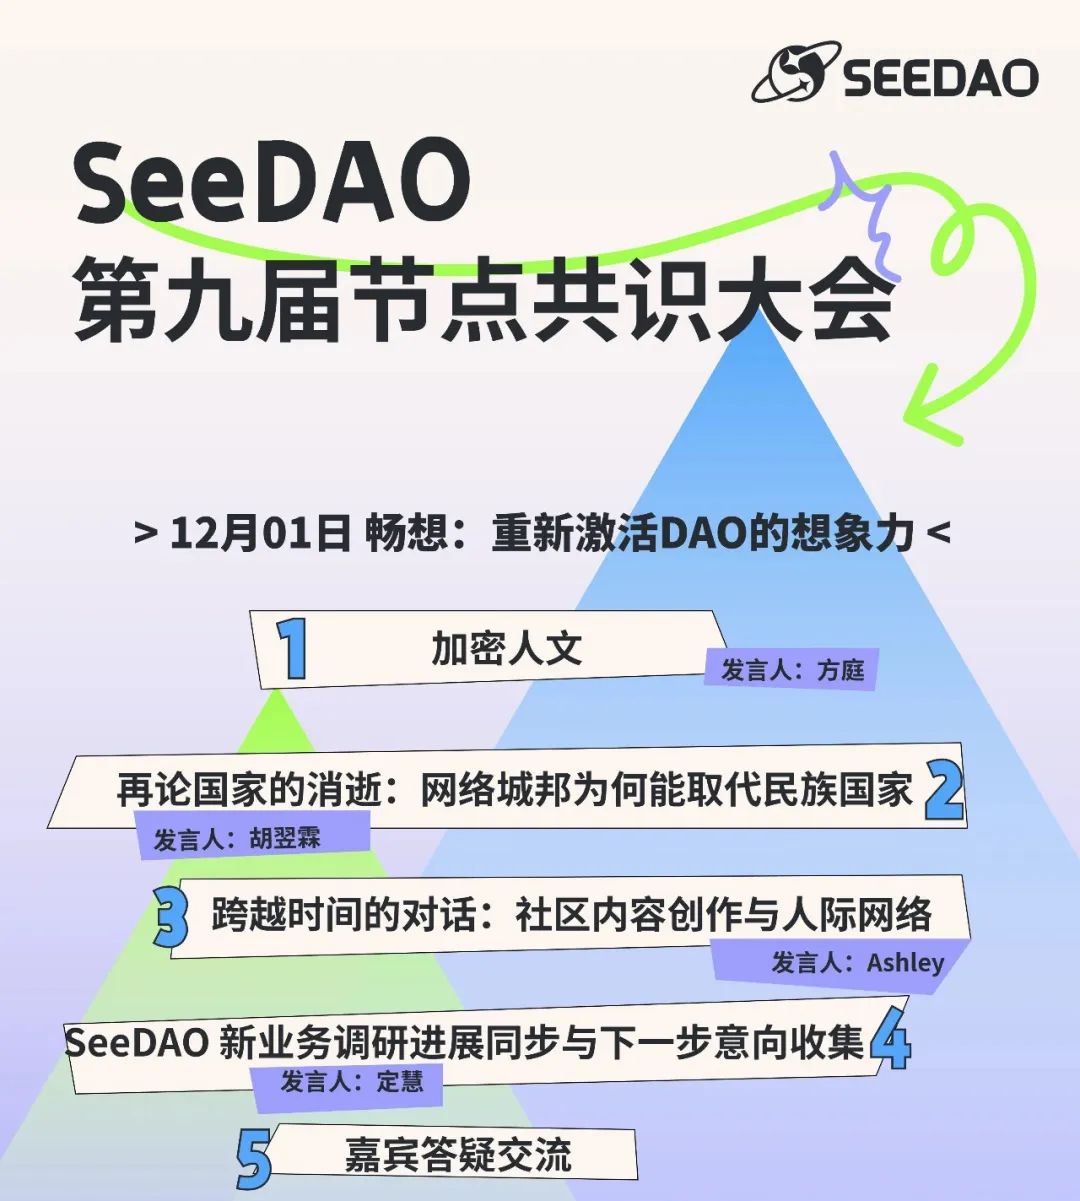 SEEDAO
SeeDAO
第九届节点共识大会
> 12月01日 畅想：重新激活DAO的想象力 <
1 加密人文
发言人：方庭
再论国家的消逝：网络城邦为何能取代民族国家 2
发言人：胡翌霖
3 跨越时间的对话：社区内容创作与人际网络
发言人：Ashley
SeeDAO 新业务调研进展同步与下一步意向收集 4
发言人：定慧
5 嘉宾答疑交流